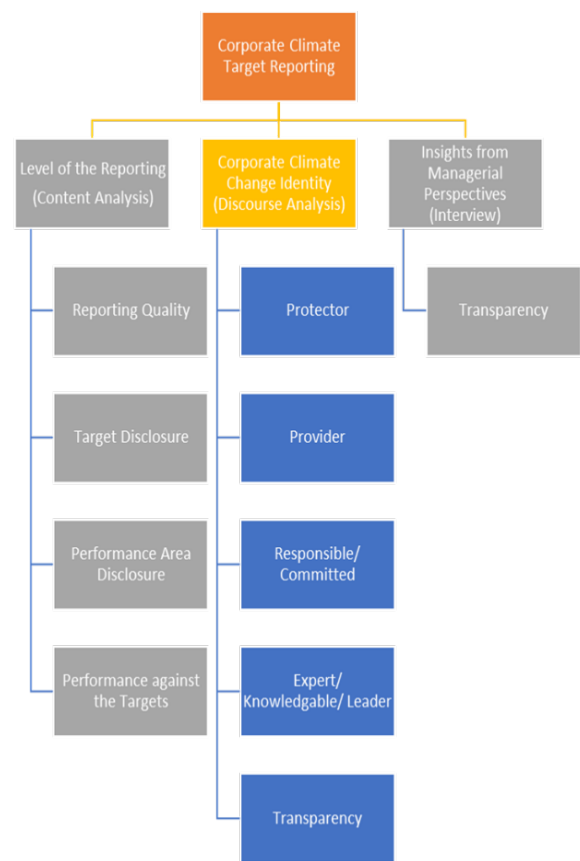 Corporate Climate
Target Reporting
Level of the Reporting
(Content Analysis)
Corporate Climate
Change Identity
(Discourse Analysis)
Insights from
Managerial
Perspectives
(Interview)
Reporting Quality
Protector
Transparency
Target Disclosure
Provider
Performance Area
Disclosure
Responsible/
Committed
Performance against
the Targets
Expert/
Knowledgable/ Leader
Transparency